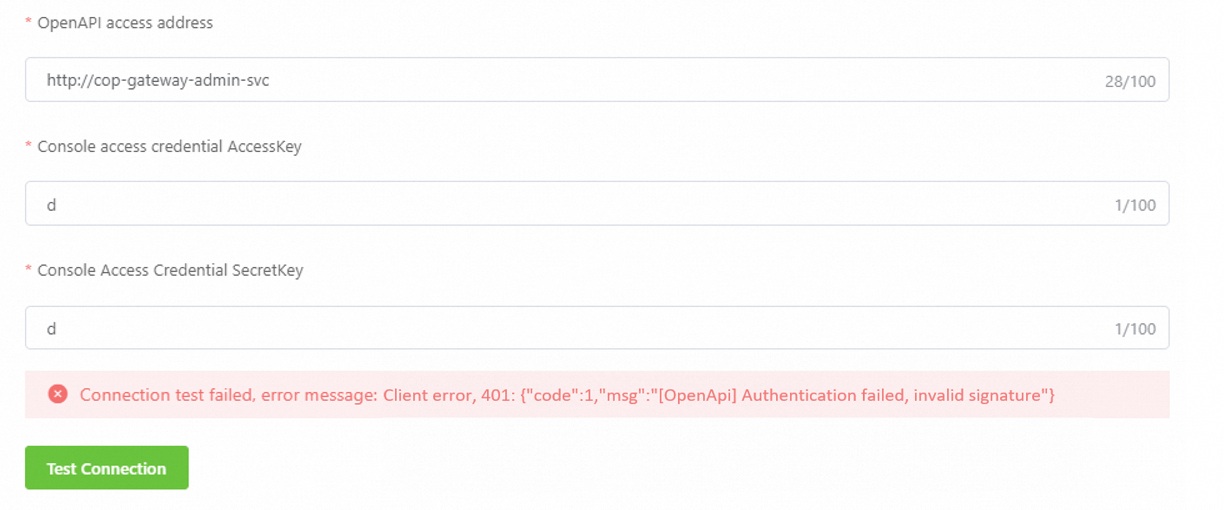 * OpenAPI access address
http://cop-gateway-admin-svc 28/100
* Console access credential AccessKey
d 1/100
* Console Access Credential SecretKey
d 1/100
Connection test failed, error message: Client error, 401: {"code":1,"msg":"[OpenApi] Authentication failed, invalid signature"}
Test Connection